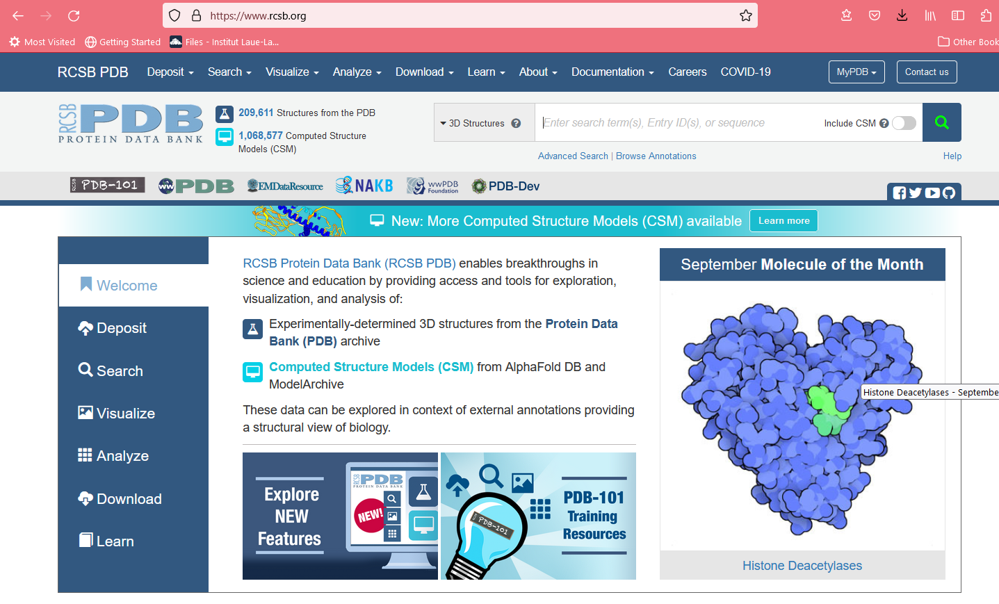 https://www.rcsb.org
Most Visited
Getting Started
Files - Institut Laue-La...
Other Book
RCSB PDB
Deposit
Search
Visualize
Analyze
Download
Learn
About
Documentation
Careers
COVID-19
MyPDB
Contact us
RCSB
PDB
PROTEIN DATA BANK
209,611 Structures from the PDB
1,068,577 Computed Structure
Models (CSM)
3D Structures ?
Enter search term(s), Entry ID(s), or sequence
Include CSM ?
Advanced Search | Browse Annotations
Help
RCSB PDB-101
wwPDB
EMDataResource
NAKB
wwPDB
Foundation
PDB-Dev
New: More Computed Structure Models (CSM) available
Learn more
Welcome
Deposit
Search
Visualize
Analyze
Download
Learn
RCSB Protein Data Bank (RCSB PDB) enables breakthroughs in
science and education by providing access and tools for exploration,
visualization, and analysis of:
Experimentally-determined 3D structures from the Protein Data
Bank (PDB) archive
Computed Structure Models (CSM) from AlphaFold DB and
ModelArchive
These data can be explored in context of external annotations providing
a structural view of biology.
Explore
NEW
Features
RCSB
PDB
PROTEIN DATA BANK
NEW!
PDB-101
PDB-101
Training
Resources
September Molecule of the Month
Histone Deacetylases - Septembe
Histone Deacetylases